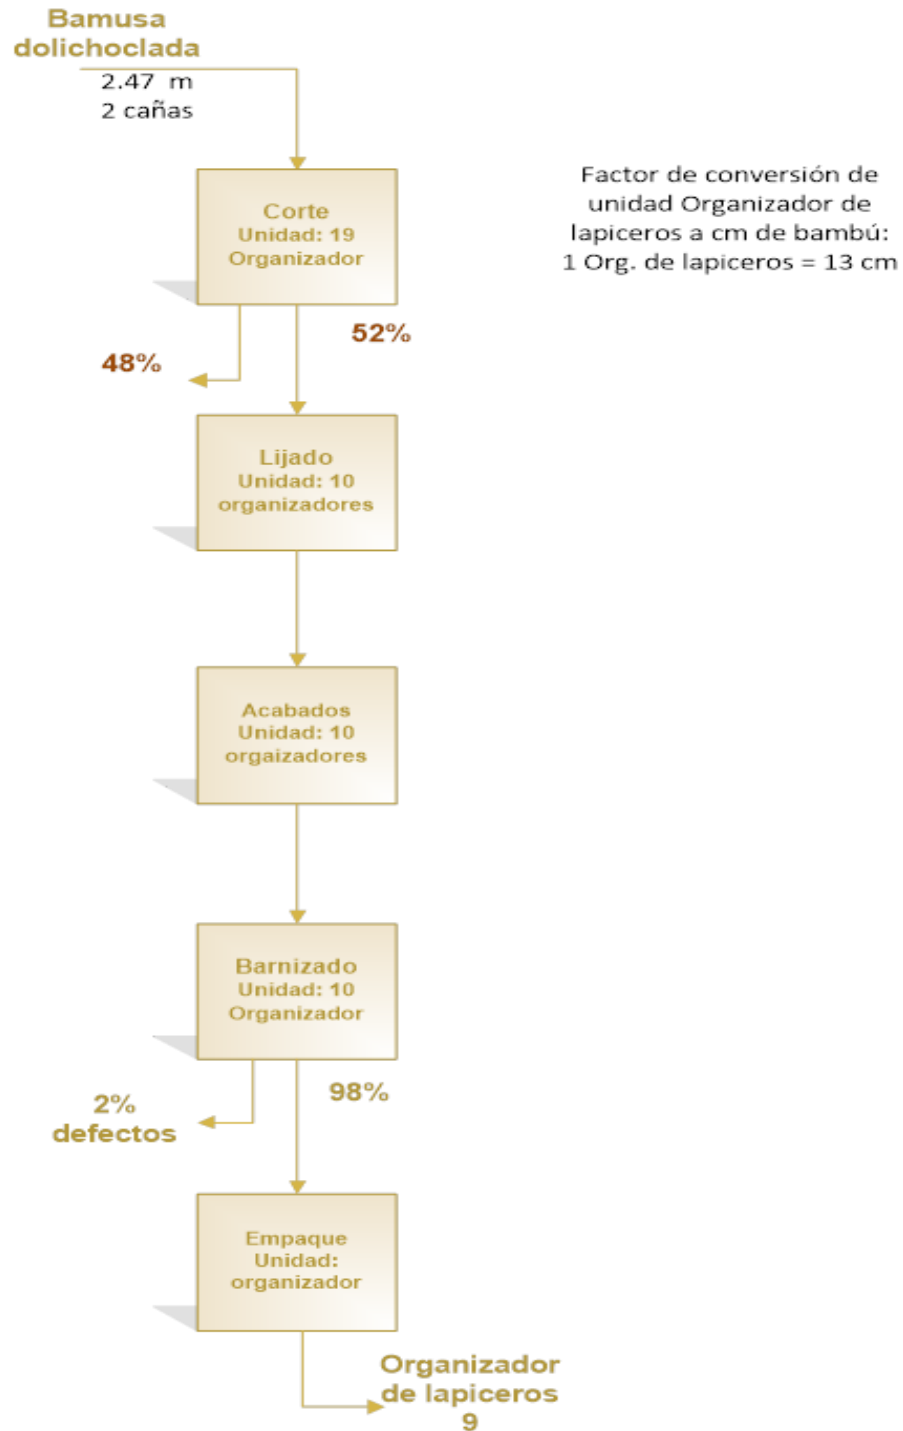 Bamusa
dolichoclada
2.47 m
2 cañas
Factor de conversión de
unidad Organizador de
lapiceros a cm de bambú:
1 Org. de lapiceros = 13 cm
Corte
Unidad: 19
Organizador
52%
48%
Lijado
Unidad: 10
organizadores
Acabados
Unidad: 10
orgaizadores
Barnizado
Unidad: 10
Organizador
98%
2%
defectos
Empaque
Unidad:
organizador
Organizador
de lapiceros
9